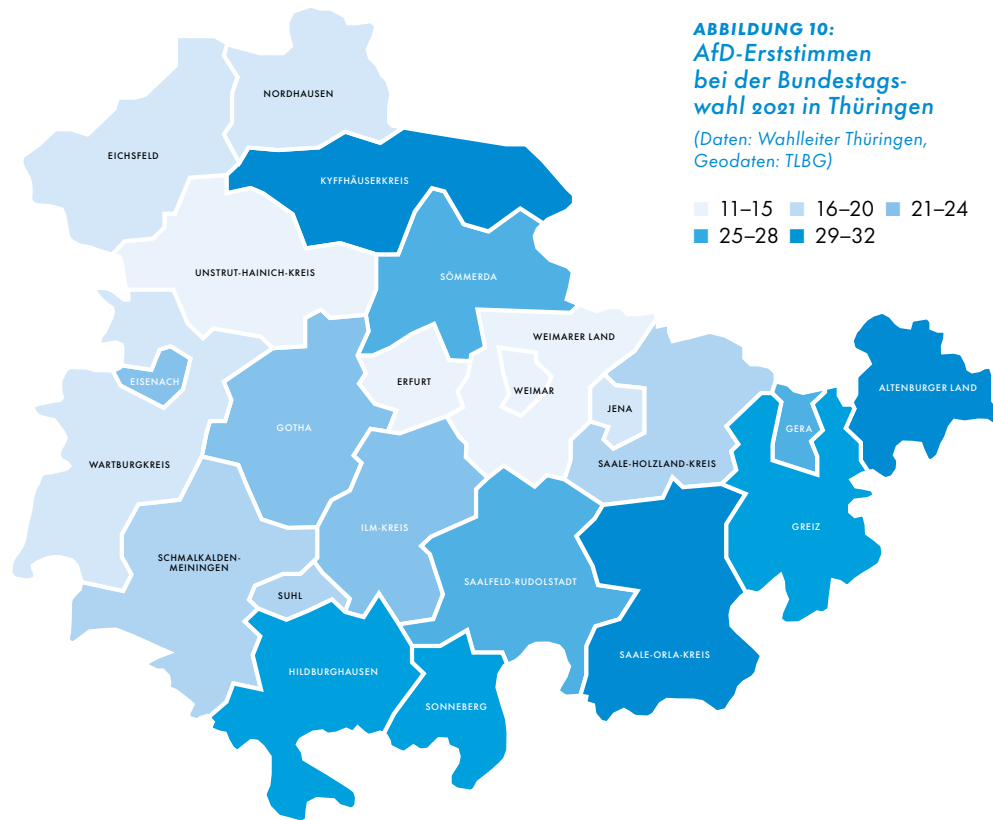 ABBILDUNG 10:
AfD-Erststimmen
bei der Bundestags-
wahl 2021 in Thüringen
(Daten: Wahlleiter Thüringen,
Geodaten: TLBG)
11–15 16–20 21–24
25–28 29–32
NORDHAUSEN
EICHSFELD
KYFFHÄUSERKREIS
UNSTRUT-HAINICH-KREIS
SÖMMERDA
WEIMARER LAND
EISENACH
ERFURT
WEIMAR
ALTENBURGER LAND
JENA
GOTHA
GERA
WARTBURGKREIS
SAALE-HOLZLAND-KREIS
ILM-KREIS
GREIZ
SCHMALKALDEN-
MEININGEN
SAALFELD-RUDOLSTADT
SUHL
SAALE-ORLA-KREIS
HILDBURGHAUSEN
SONNEBERG